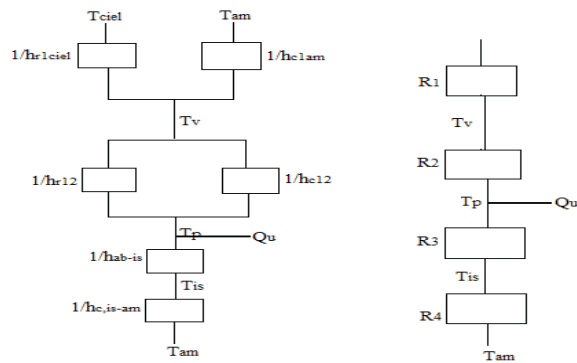 Tciel
Tam
1/hr1ciel
1/hc1am
Tv
1/hr12
1/hc12
Tp
Qu
1/hab-is
Tis
1/hc,is-am
Tam
R1
Tv
R2
Tp
Qu
R3
Tis
R4
Tam